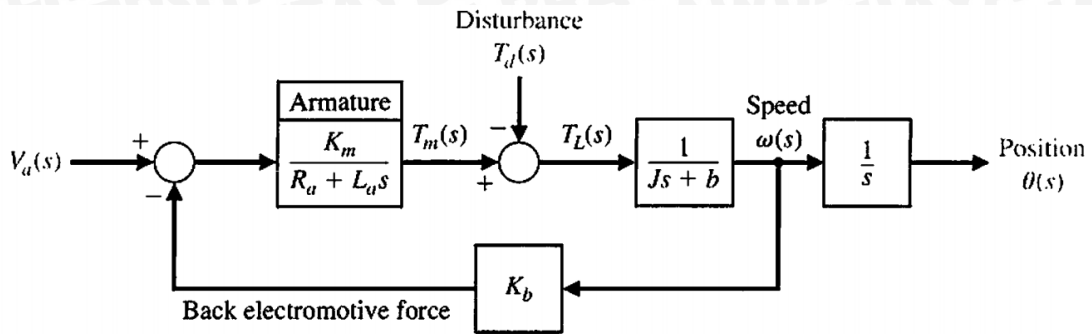 Disturbance
T_d(s)
Armature
Speed
ω(s)
V_a(s)
+
−
K_m
R_a + L_a s
T_m(s)
−
+
T_L(s)
1
Js + b
1
s
Position
θ(s)
K_b
Back electromotive force